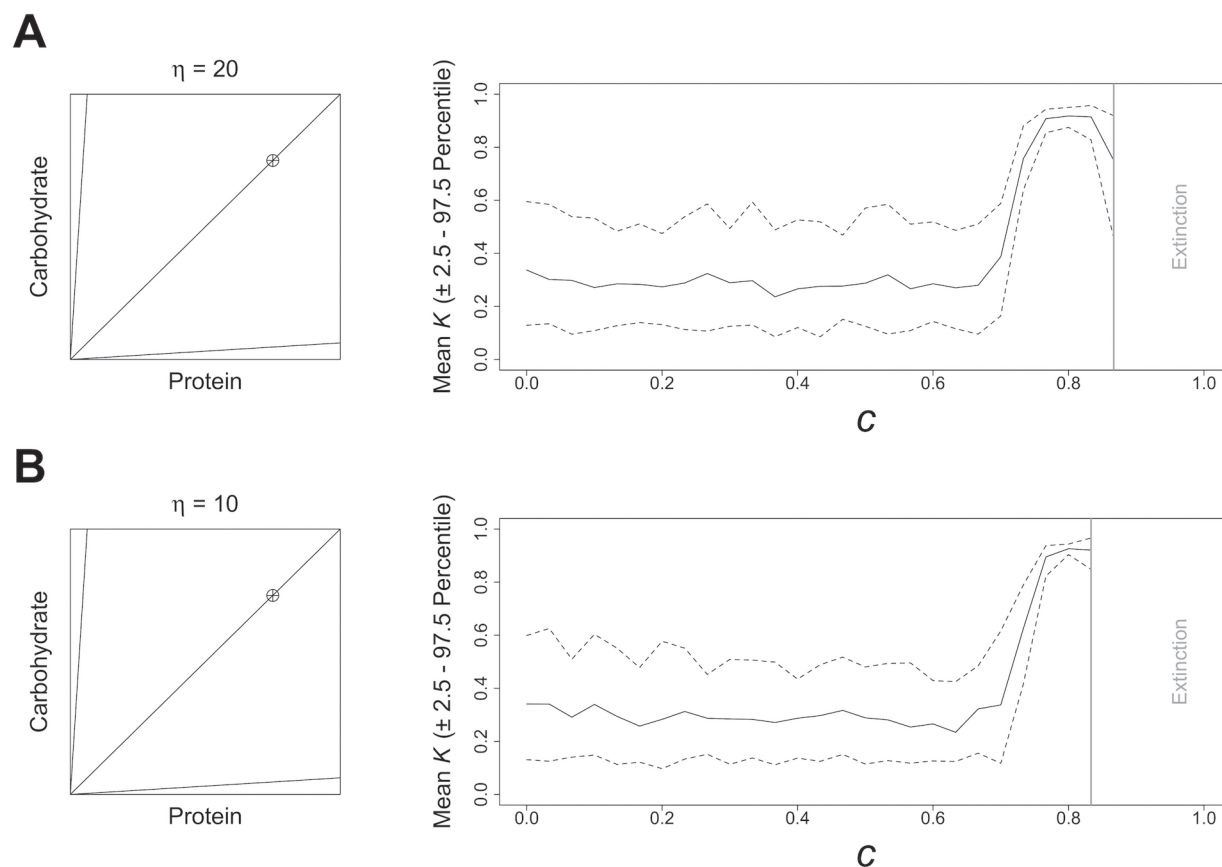 A
η = 20
Carbohydrate
Protein
Mean K (± 2.5 - 97.5 Percentile)
1.0
0.8
0.6
0.4
0.2
0.0
Extinction
0.0 0.2 0.4 0.6 0.8 1.0
C
B
η = 10
Carbohydrate
Protein
Mean K (± 2.5 - 97.5 Percentile)
1.0
0.8
0.6
0.4
0.2
0.0
Extinction
0.0 0.2 0.4 0.6 0.8 1.0
C